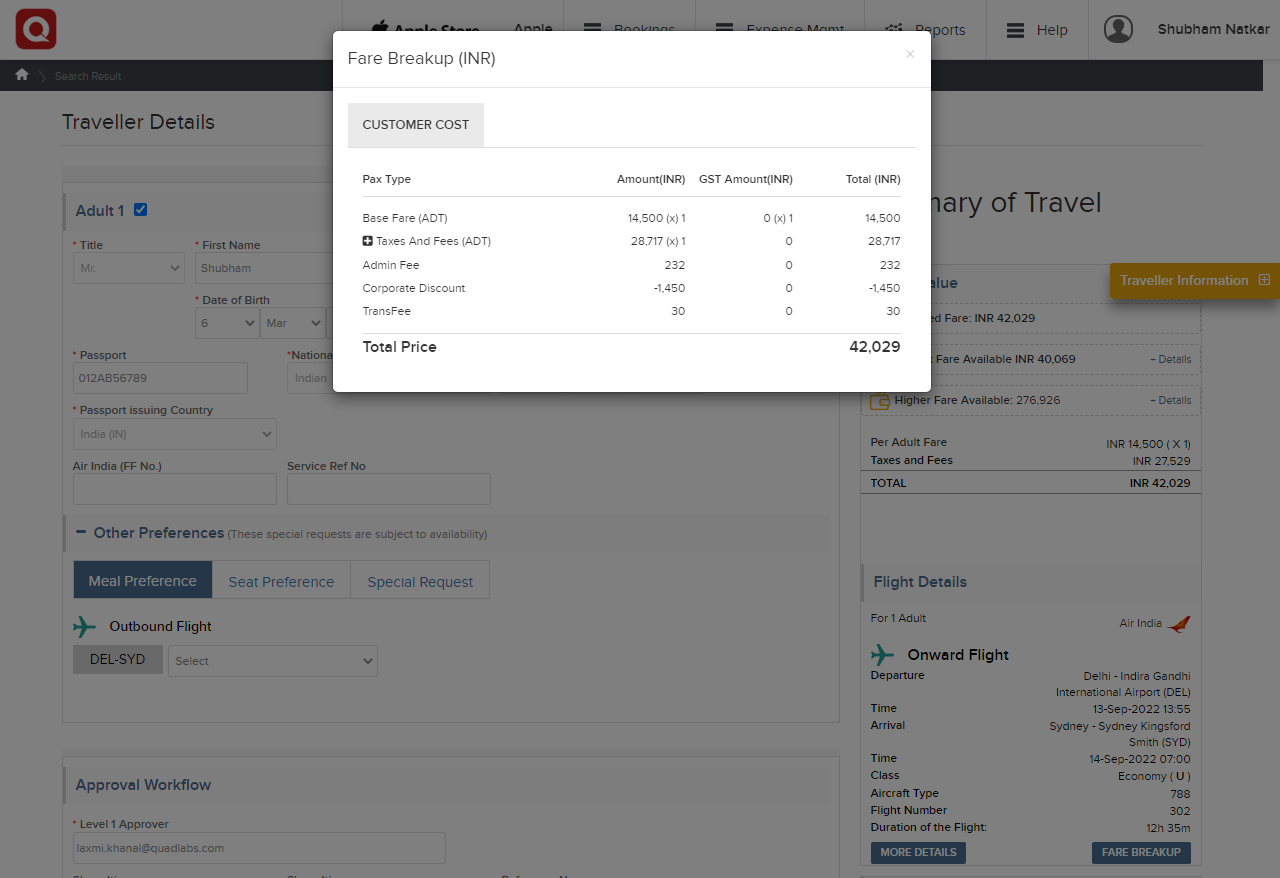 Apple Store
Apple
Bookings
Expense Mgmt
Reports
Help
Shubham Natkar
Search Result
Fare Breakup (INR)
×
CUSTOMER COST
Pax Type Amount(INR) GST Amount(INR) Total (INR)
Base Fare (ADT) 14,500 (x) 1 0 (x) 1 14,500
Taxes And Fees (ADT) 28,717 (x) 1 0 28,717
Admin Fee 232 0 232
Corporate Discount -1,450 0 -1,450
TransFee 30 0 30
Total Price 42,029
Traveller Details
Adult 1
* Title * First Name
Mr. Shubham
* Date of Birth
6 Mar
* Passport
012AB56789 Indian
* Passport issuing Country
India (IN)
Air India (FF No.) Service Ref No
Other Preferences (These special requests are subject to availability)
Meal Preference Seat Preference Special Request
Outbound Flight
DEL-SYD Select
Approval Workflow
* Level 1 Approver
laxmi.khanal@quadlabs.com
of Travel
Traveller Information
Fare: INR 42,029
Fare Available INR 40,069 - Details
Higher Fare Available: 276,926 - Details
Per Adult Fare INR 14,500 ( X 1)
Taxes and Fees INR 27,529
TOTAL INR 42,029
Flight Details
For 1 Adult Air India
Onward Flight
Departure Delhi - Indira Gandhi
International Airport (DEL)
Time 13-Sep-2022 13:55
Arrival Sydney - Sydney Kingsford
Smith (SYD)
Time 14-Sep-2022 07:00
Class Economy ( U )
Aircraft Type 788
Flight Number 302
Duration of the Flight: 12h 35m
MORE DETAILS FARE BREAKUP